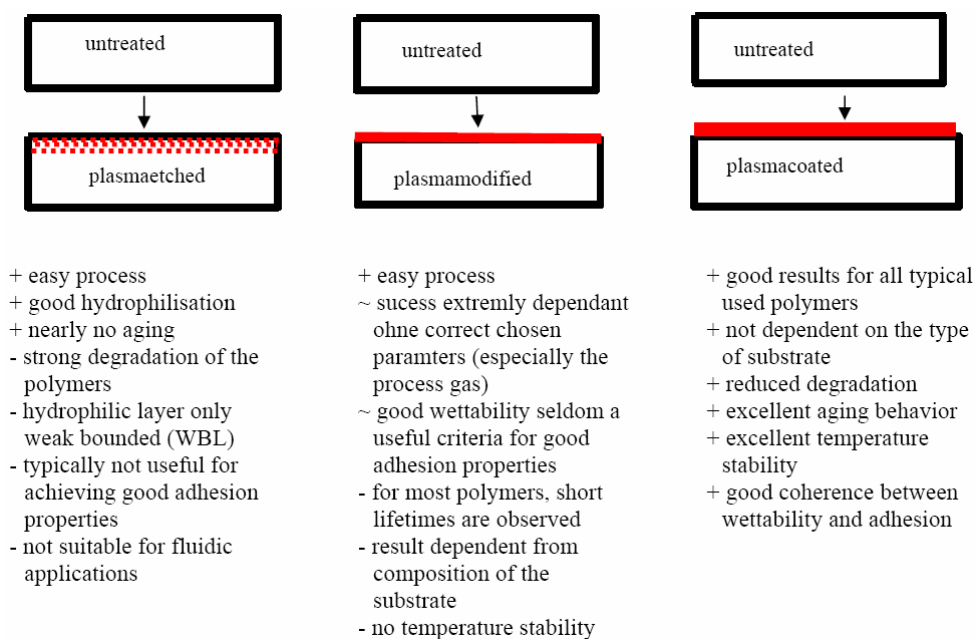 untreated
plasmaetched
+ easy process
+ good hydrophilisation
+ nearly no aging
- strong degradation of the
polymers
- hydrophilic layer only
weak bounded (WBL)
- typically not useful for
achieving good adhesion
properties
- not suitable for fluidic
applications
untreated
plasmamodified
+ easy process
~ sucess extremly dependant
ohne correct chosen
paramters (especially the
process gas)
~ good wettability seldom a
useful criteria for good
adhesion properties
- for most polymers, short
lifetimes are observed
- result dependent from
composition of the
substrate
- no temperature stability
untreated
plasmacoated
+ good results for all typical
used polymers
+ not dependent on the type
of substrate
+ reduced degradation
+ excellent aging behavior
+ excellent temperature
stability
+ good coherence between
wettability and adhesion